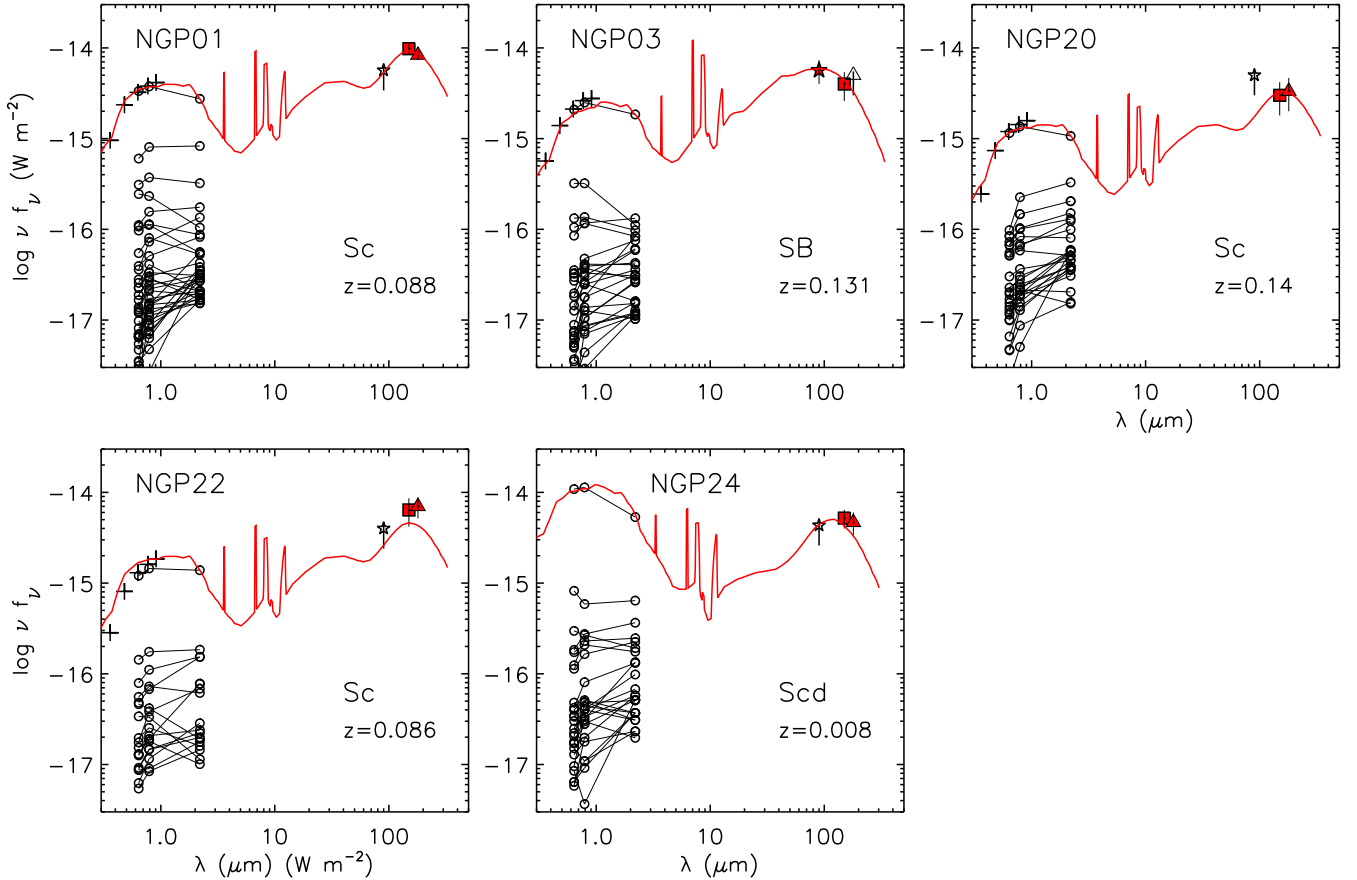 NGP01
NGP03
NGP20
−14
−15
−16
−17
log ν fν (W m−2)
Sc
z=0.088
1.0 10 100
−14
−15
−16
−17
SB
z=0.131
1.0 10 100
−14
−15
−16
−17
Sc
z=0.14
1.0 10 100
λ (μm)
NGP22
NGP24
−14
−15
−16
−17
log ν fν
Sc
z=0.086
1.0 10 100
λ (μm) (W m−2)
−14
−15
−16
−17
Scd
z=0.008
1.0 10 100
λ (μm)